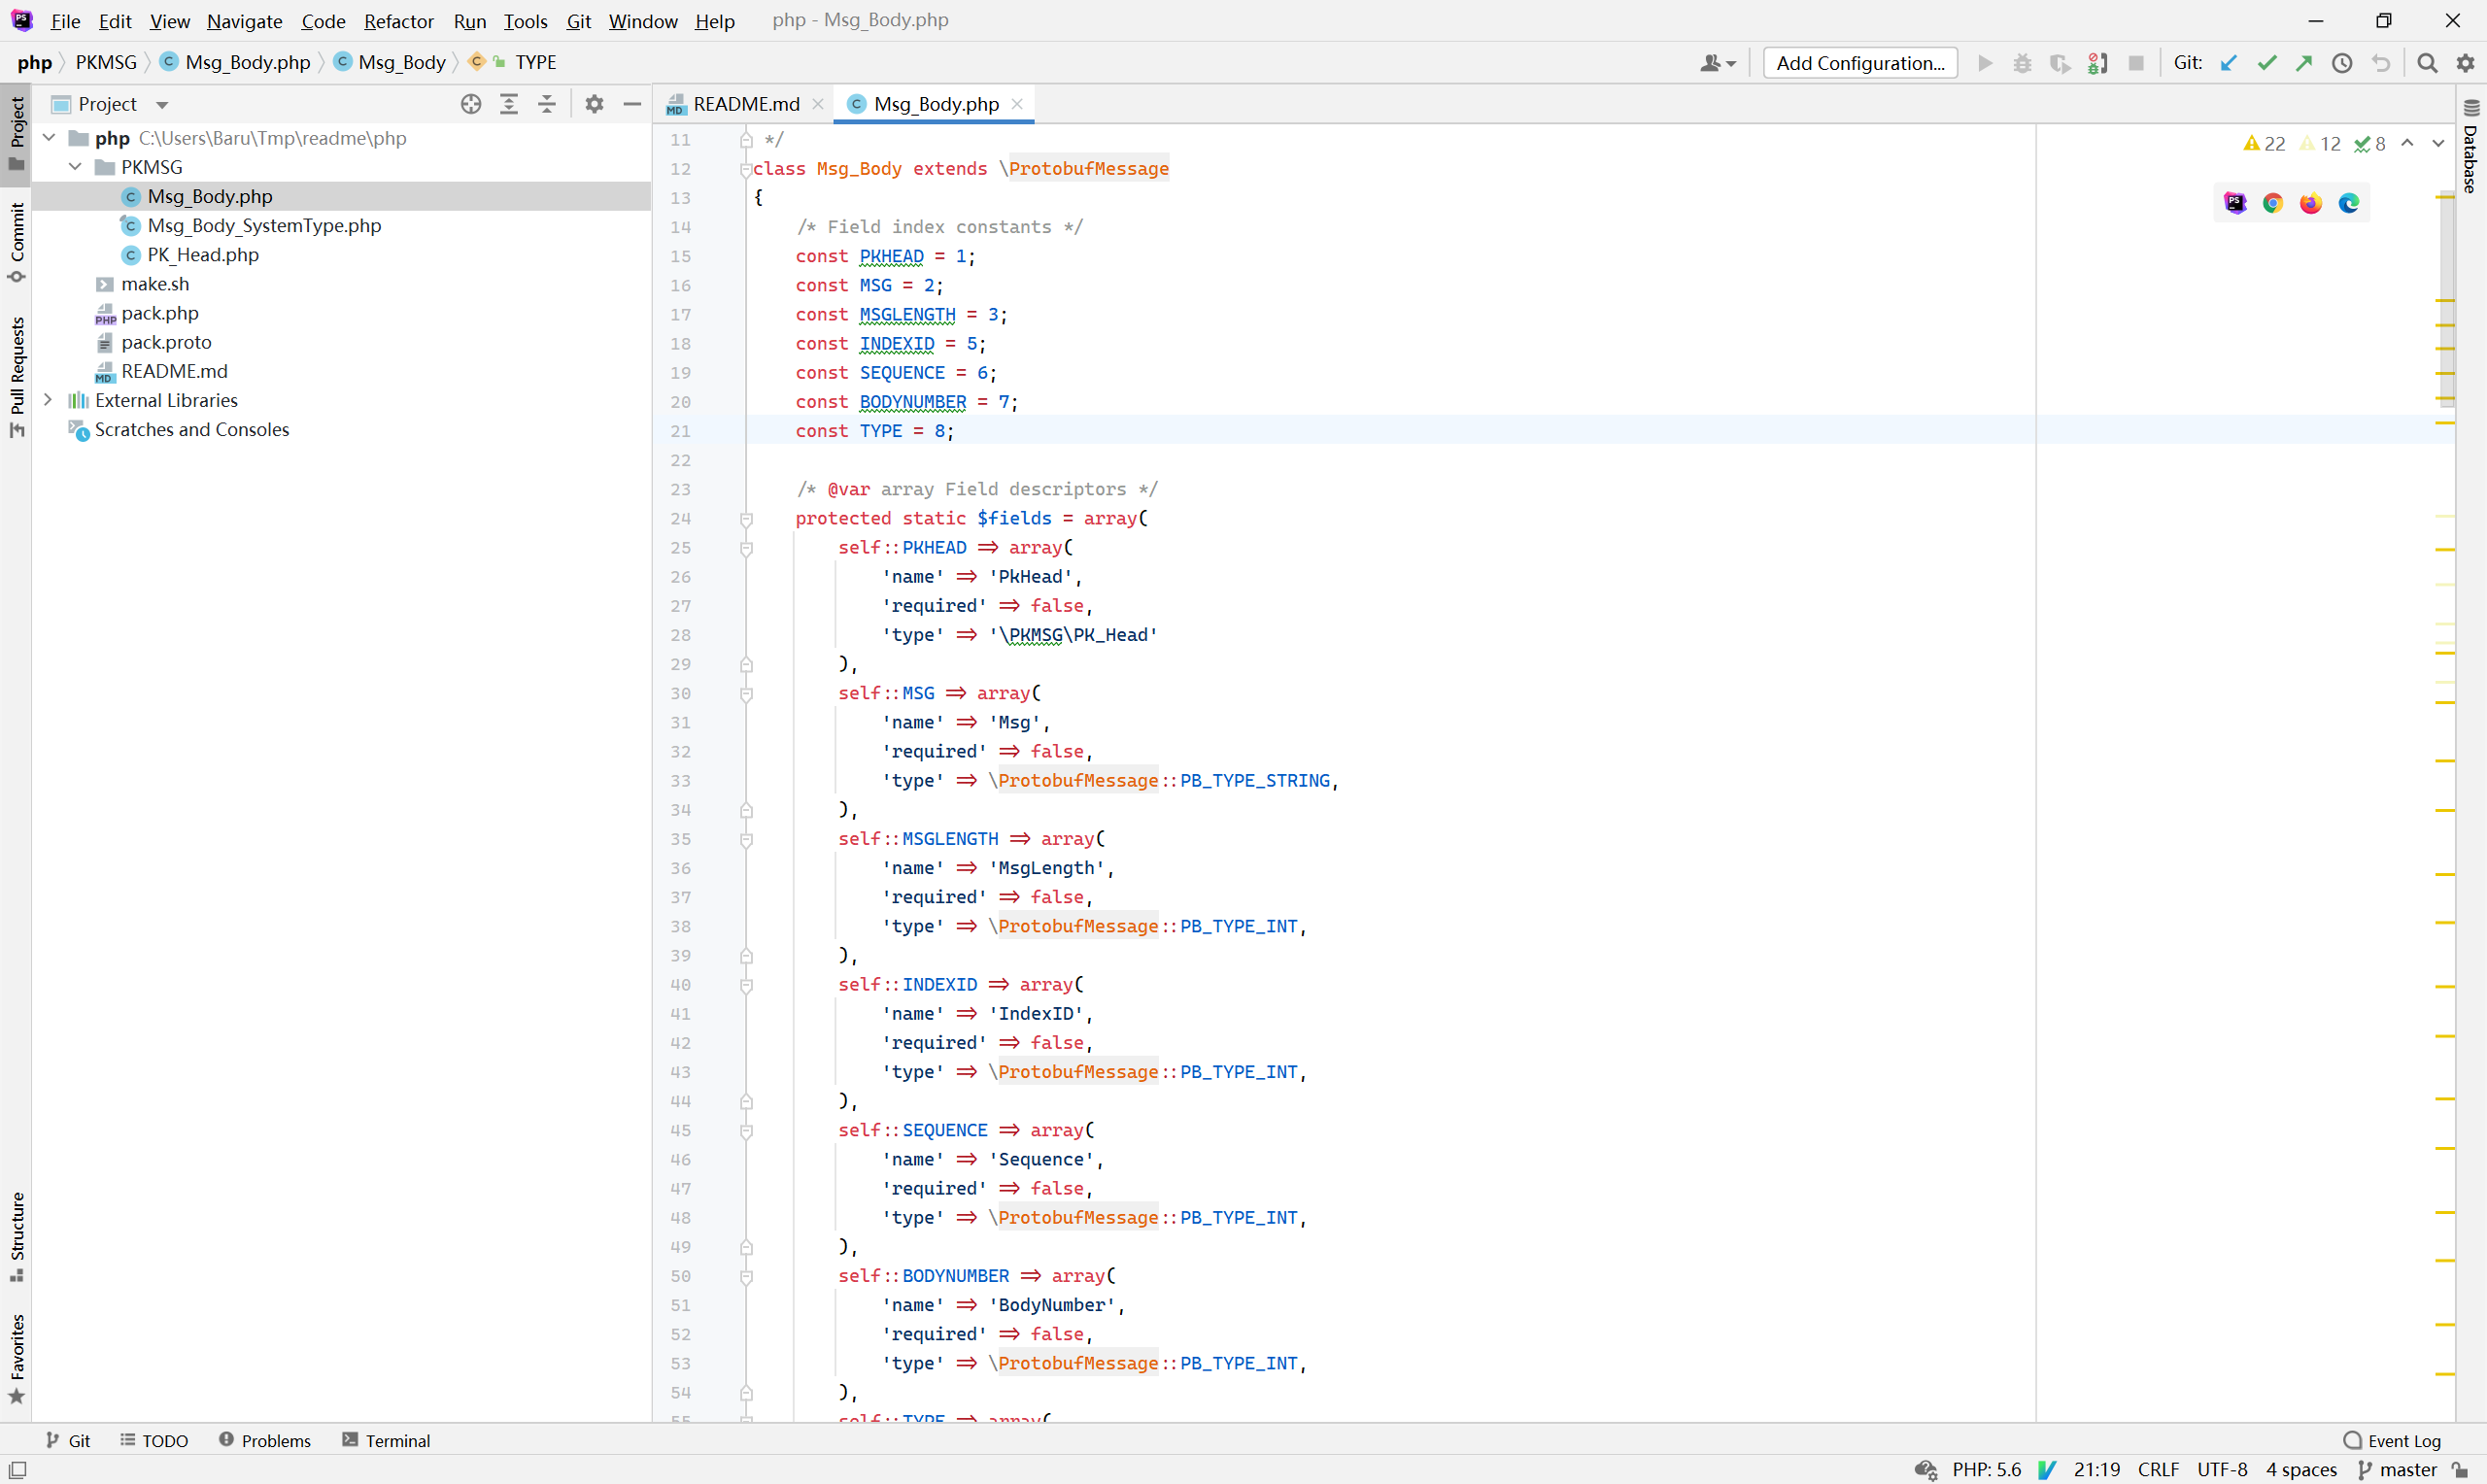 File Edit View Navigate Code Refactor Run Tools Git Window Help php - Msg_Body.php
php PKMSG Msg_Body.php Msg_Body TYPE Add Configuration... Git:
Project
README.md Msg_Body.php
Project
Commit
Pull Requests
Structure
Favorites
php C:\Users\Baru\Tmp\readme\php
PKMSG
Msg_Body.php
Msg_Body_SystemType.php
PK_Head.php
make.sh
pack.php
pack.proto
README.md
External Libraries
Scratches and Consoles
22 12 8
Database
11 */
12 class Msg_Body extends \ProtobufMessage
13 {
14 /* Field index constants */
15 const PKHEAD = 1;
16 const MSG = 2;
17 const MSGLENGTH = 3;
18 const INDEXID = 5;
19 const SEQUENCE = 6;
20 const BODYNUMBER = 7;
21 const TYPE = 8;
22
23 /* @var array Field descriptors */
24 protected static $fields = array(
25 self::PKHEAD => array(
26 'name' => 'PkHead',
27 'required' => false,
28 'type' => '\PKMSG\PK_Head'
29 ),
30 self::MSG => array(
31 'name' => 'Msg',
32 'required' => false,
33 'type' => \ProtobufMessage::PB_TYPE_STRING,
34 ),
35 self::MSGLENGTH => array(
36 'name' => 'MsgLength',
37 'required' => false,
38 'type' => \ProtobufMessage::PB_TYPE_INT,
39 ),
40 self::INDEXID => array(
41 'name' => 'IndexID',
42 'required' => false,
43 'type' => \ProtobufMessage::PB_TYPE_INT,
44 ),
45 self::SEQUENCE => array(
46 'name' => 'Sequence',
47 'required' => false,
48 'type' => \ProtobufMessage::PB_TYPE_INT,
49 ),
50 self::BODYNUMBER => array(
51 'name' => 'BodyNumber',
52 'required' => false,
53 'type' => \ProtobufMessage::PB_TYPE_INT,
54 ),
55 self::TYPE => array(
Git TODO Problems Terminal Event Log
PHP: 5.6 21:19 CRLF UTF-8 4 spaces master